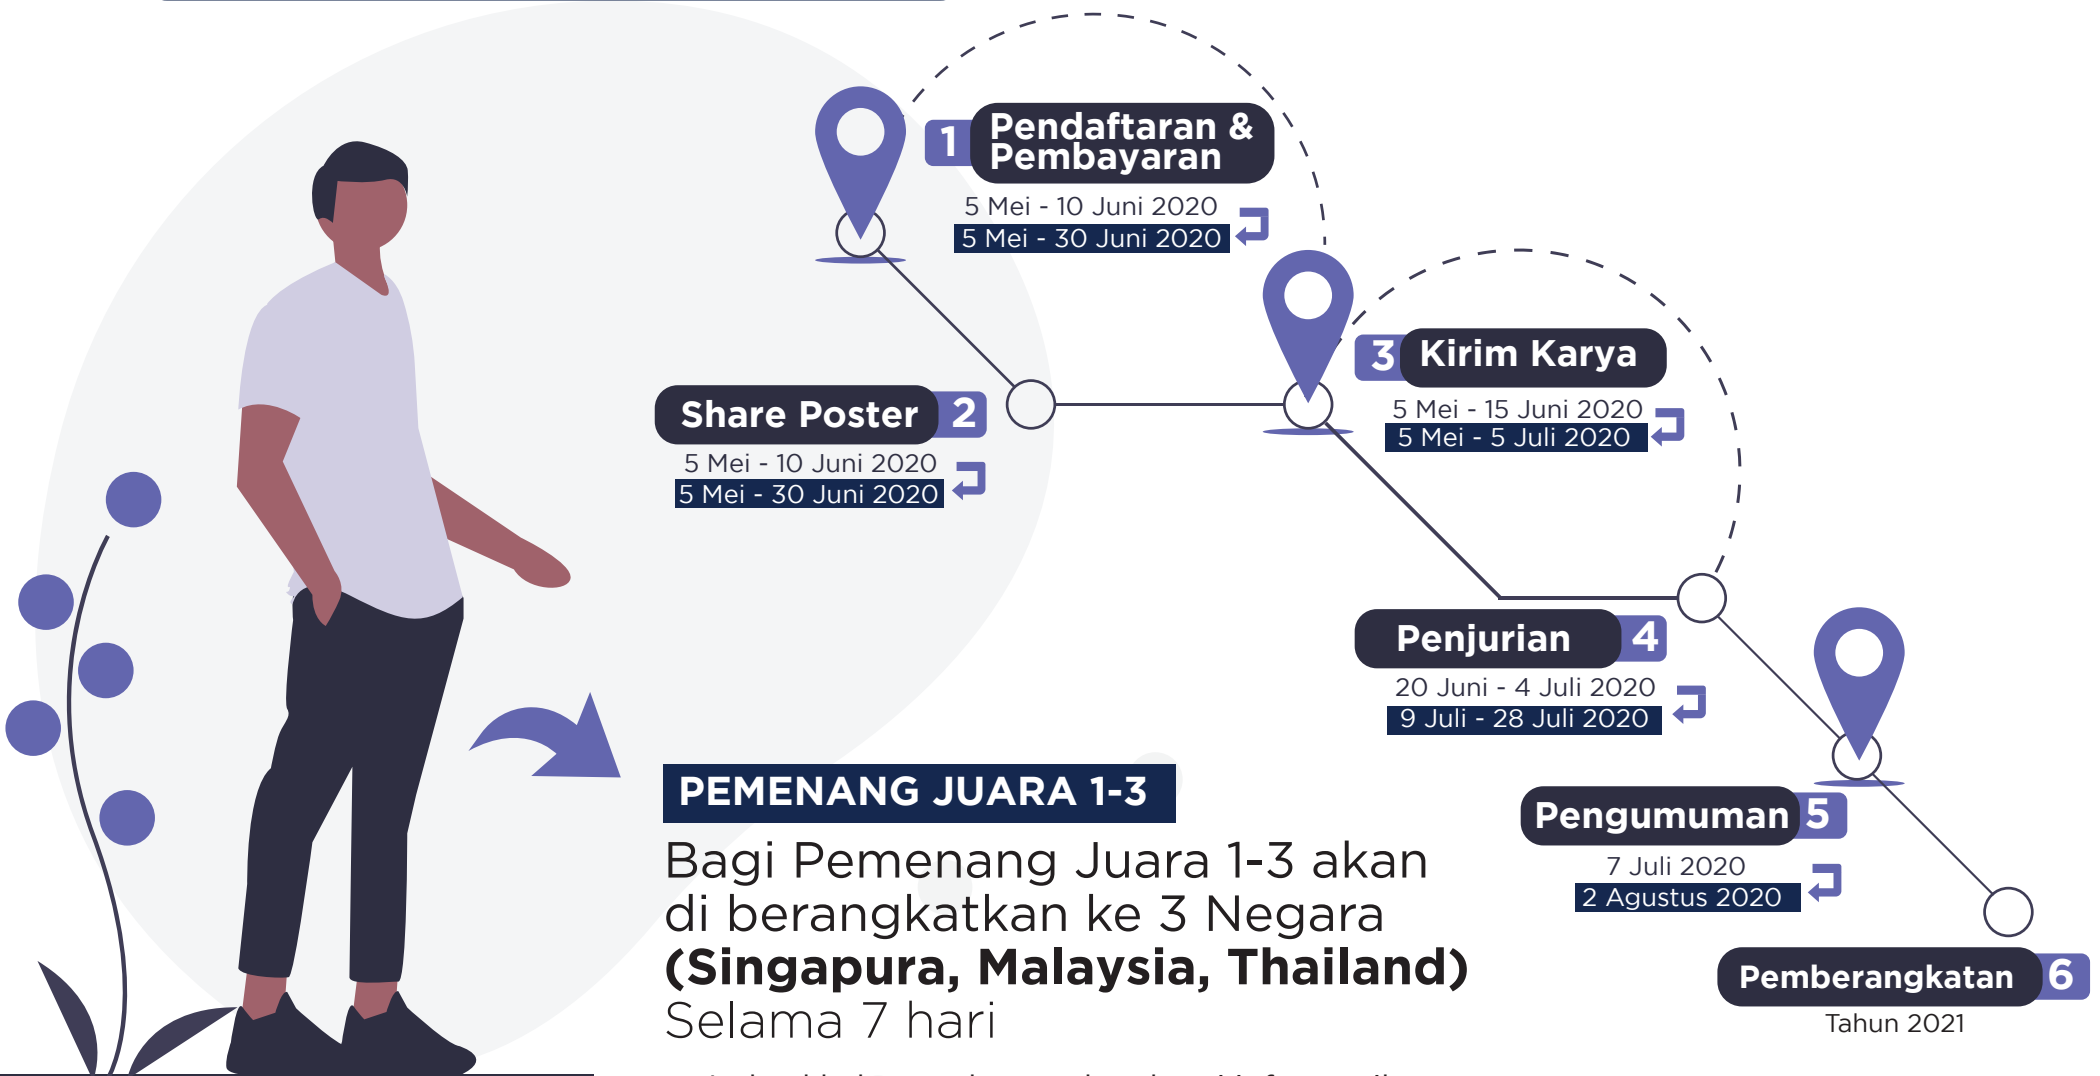 1
Pendaftaran &
Pembayaran
5 Mei - 10 Juni 2020
5 Mei - 30 Juni 2020
Share Poster 2
5 Mei - 10 Juni 2020
5 Mei - 30 Juni 2020
3 Kirim Karya
5 Mei - 15 Juni 2020
5 Mei - 5 Juli 2020
Penjurian 4
20 Juni - 4 Juli 2020
9 Juli - 28 Juli 2020
Pengumuman 5
7 Juli 2020
2 Agustus 2020
Pemberangkatan 6
Tahun 2021
PEMENANG JUARA 1-3
Bagi Pemenang Juara 1-3 akan
di berangkatkan ke 3 Negara
(Singapura, Malaysia, Thailand)
Selama 7 hari